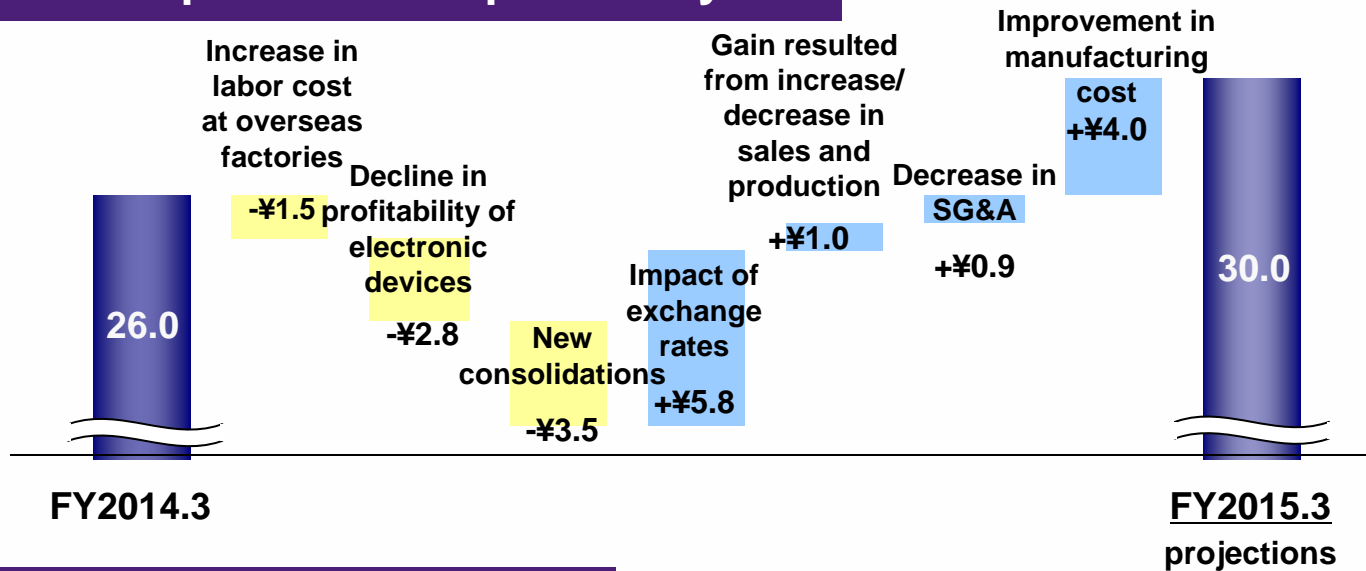 Increase in
labor cost
at overseas
factories
-¥1.5
Decline in
profitability of
electronic
devices
-¥2.8
New
consolidations
-¥3.5
Impact of
exchange
rates
+¥5.8
Gain resulted
from increase/
decrease in
sales and
production
+¥1.0
Decrease in
SG&A
+¥0.9
Improvement in
manufacturing
cost
+¥4.0
26.0
30.0
FY2014.3
FY2015.3
projections